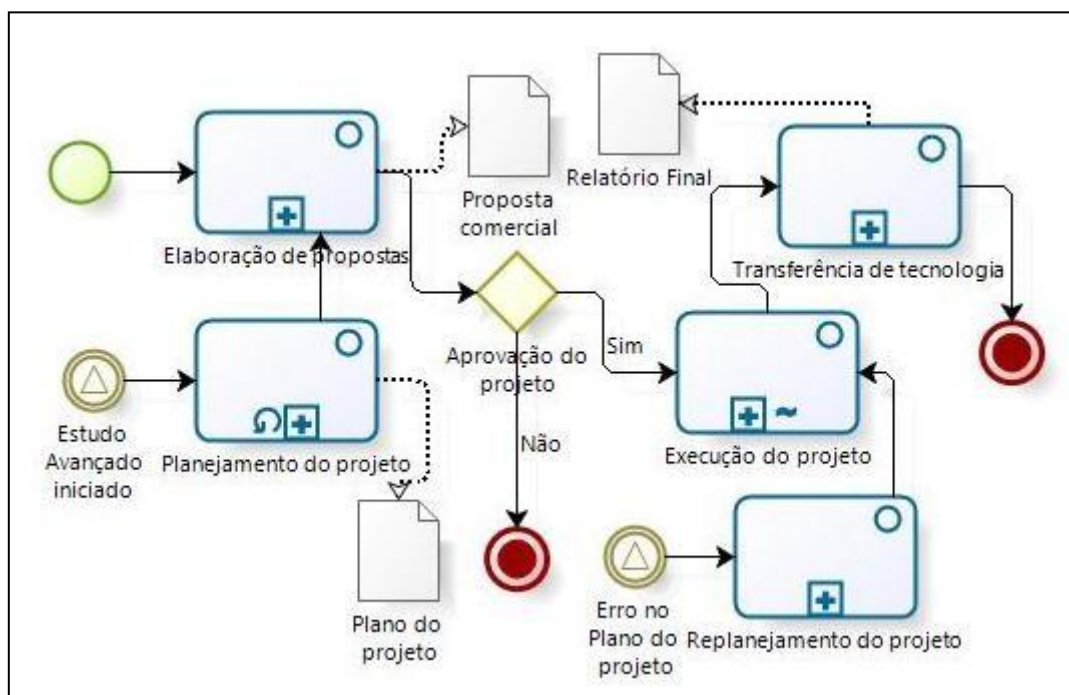 Elaboração de propostas
Proposta
comercial
Relatório Final
Transferência de tecnologia
Estudo
Avançado
iniciado
Planejamento do projeto
Plano do
projeto
Aprovação do
projeto
Sim
Não
Execução do projeto
Erro no
Plano do
projeto
Replanejamento do projeto